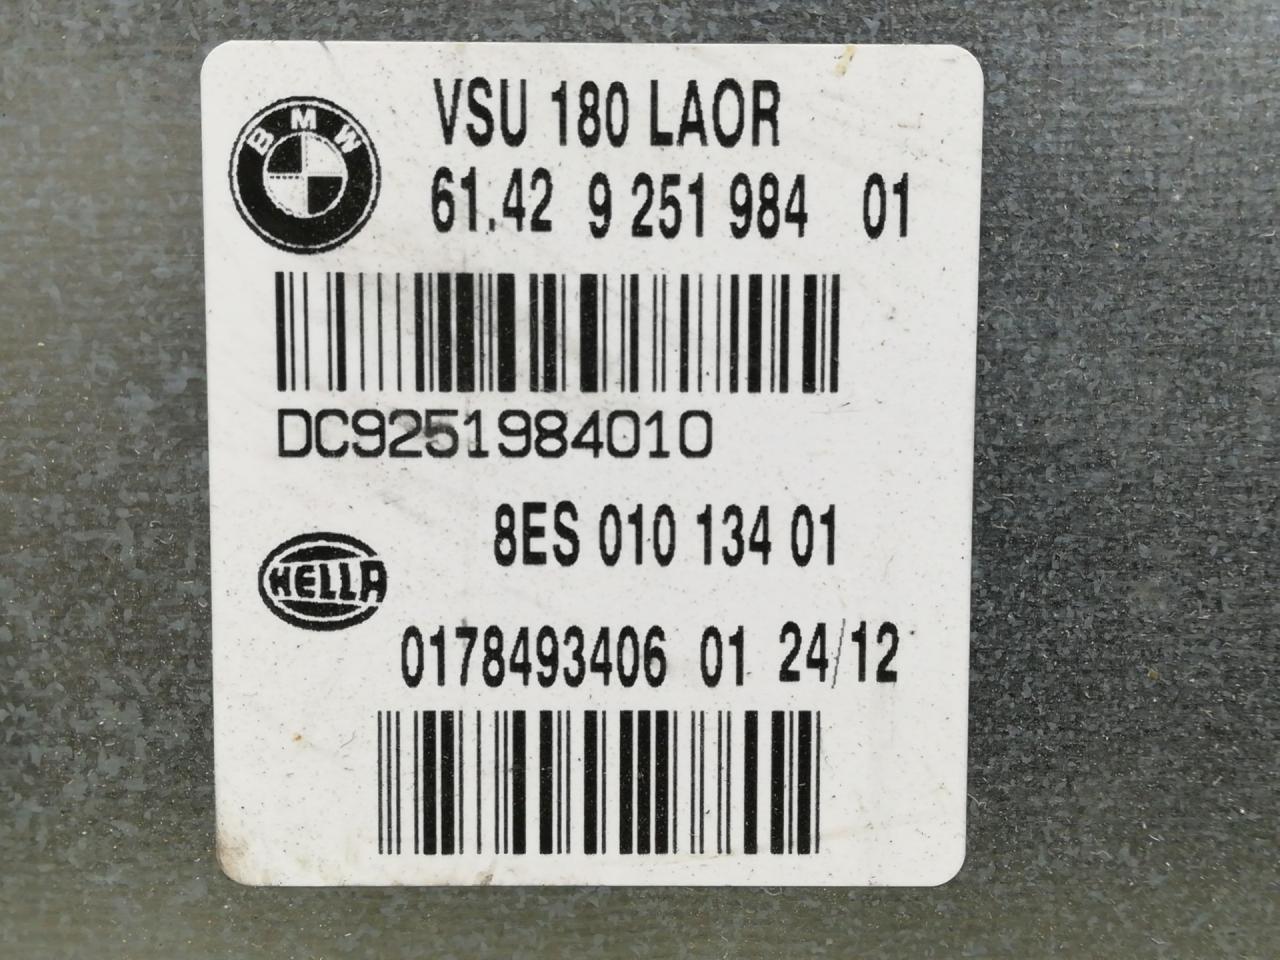 VSU 180 LAOR
BMW
61.42 9 251 984 01
DC9251984010
8ES 010 134 01
HELLA
0178493406 01 24/12